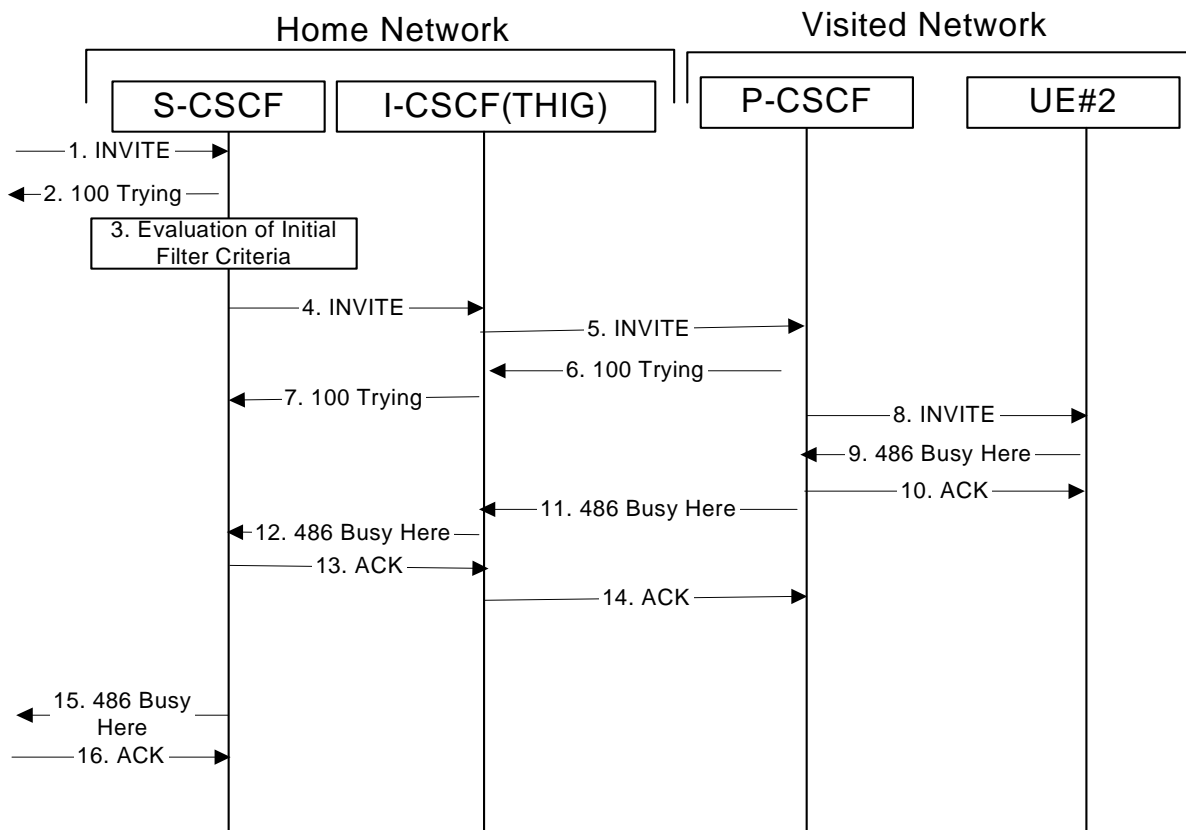 Home Network
Visited Network
S-CSCF
I-CSCF(THIG)
P-CSCF
UE#2
1. INVITE
2. 100 Trying
3. Evaluation of Initial
Filter Criteria
4. INVITE
5. INVITE
6. 100 Trying
7. 100 Trying
8. INVITE
9. 486 Busy Here
10. ACK
11. 486 Busy Here
12. 486 Busy Here
13. ACK
14. ACK
15. 486 Busy
Here
16. ACK